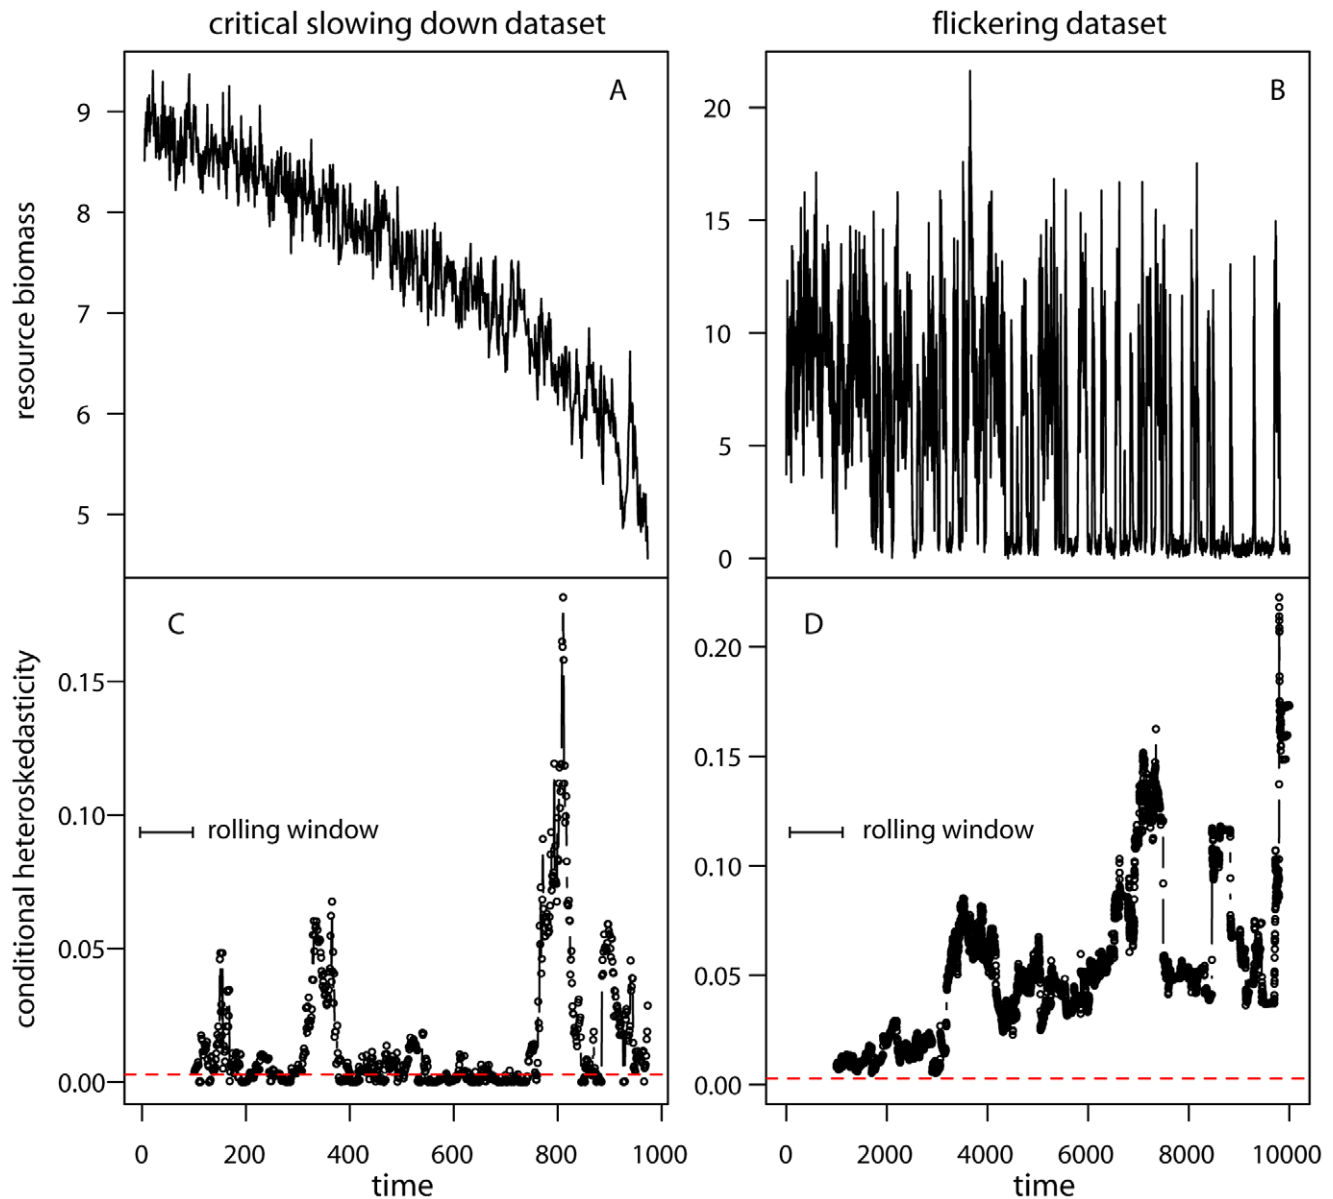 critical slowing down dataset
flickering dataset
A
B
resource biomass
9
8
7
6
5
20
15
10
5
0
C
D
conditional heteroskedasticity
0.15
0.10
0.05
0.00
rolling window
0.20
0.15
0.10
0.05
0.00
rolling window
0 200 400 600 800 1000
time
0 2000 4000 6000 8000 10000
time